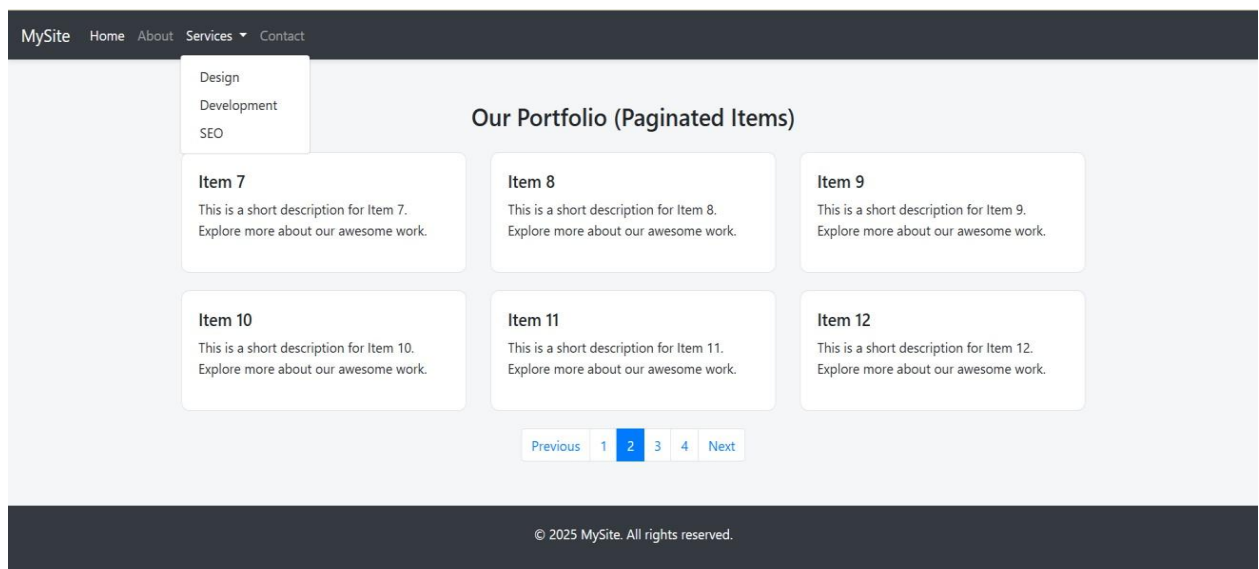 MySite Home About Services Contact
Design
Development
SEO
Our Portfolio (Paginated Items)
Item 7
This is a short description for Item 7.
Explore more about our awesome work.
Item 8
This is a short description for Item 8.
Explore more about our awesome work.
Item 9
This is a short description for Item 9.
Explore more about our awesome work.
Item 10
This is a short description for Item 10.
Explore more about our awesome work.
Item 11
This is a short description for Item 11.
Explore more about our awesome work.
Item 12
This is a short description for Item 12.
Explore more about our awesome work.
Previous 1 2 3 4 Next
© 2025 MySite. All rights reserved.